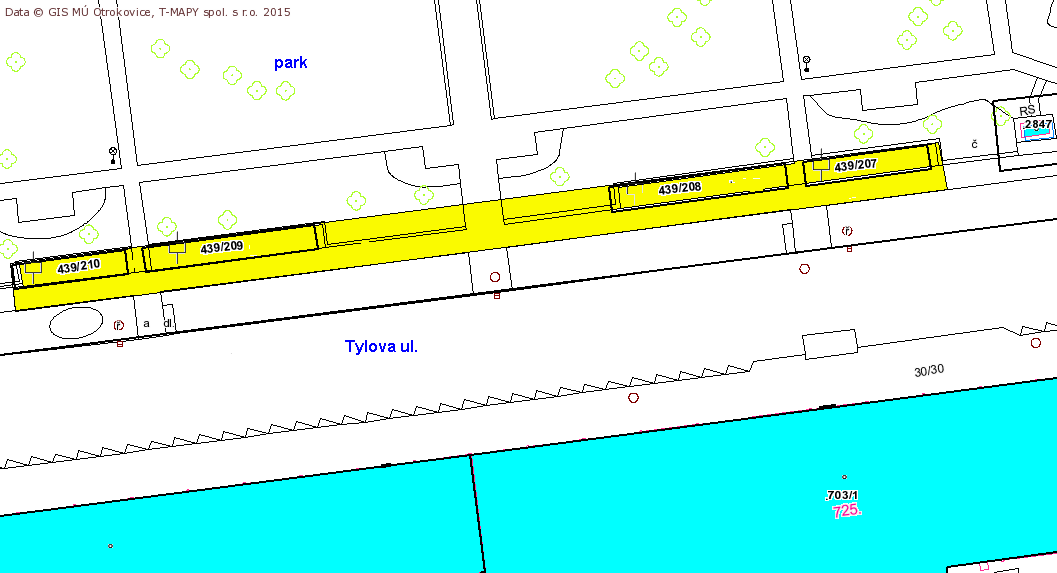 Data © GIS MÚ Otrokovice, T-MAPY spol. s r.o. 2015
park
RS
2847
č
439/207
439/208
439/209
439/210
a
dl.
Tylova ul.
30/30
703/1
725.